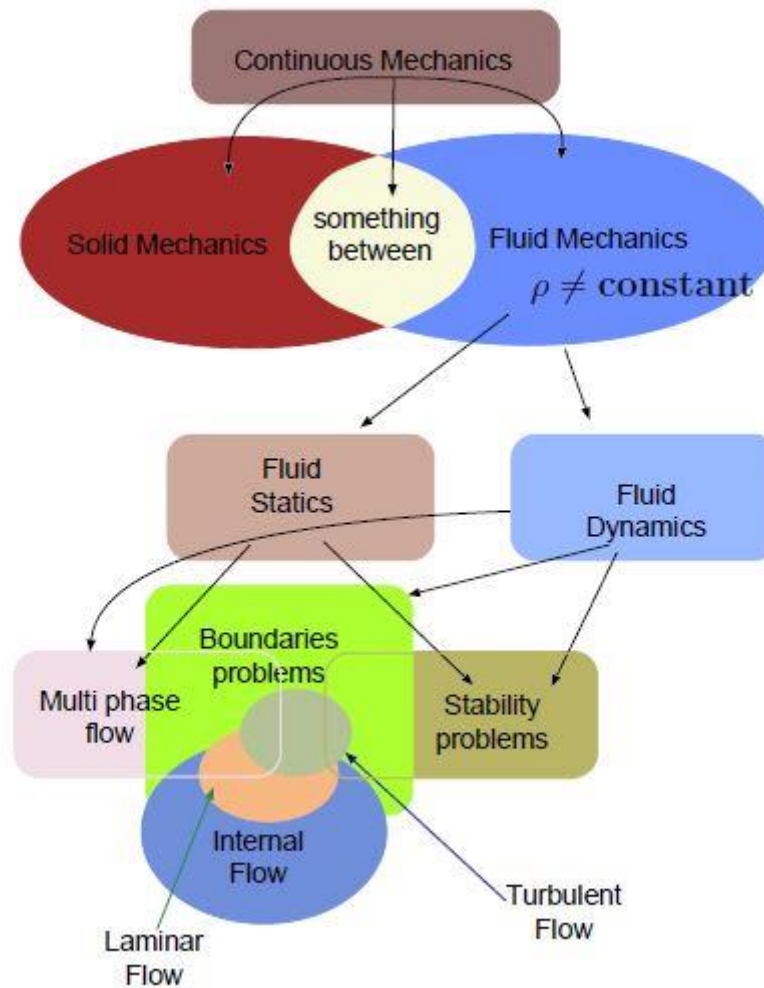 Continuous Mechanics
something
between
Solid Mechanics
Fluid Mechanics
ρ ≠ constant
Fluid
Statics
Fluid
Dynamics
Boundaries
problems
Multi phase
flow
Stability
problems
Internal
Flow
Turbulent
Flow
Laminar
Flow